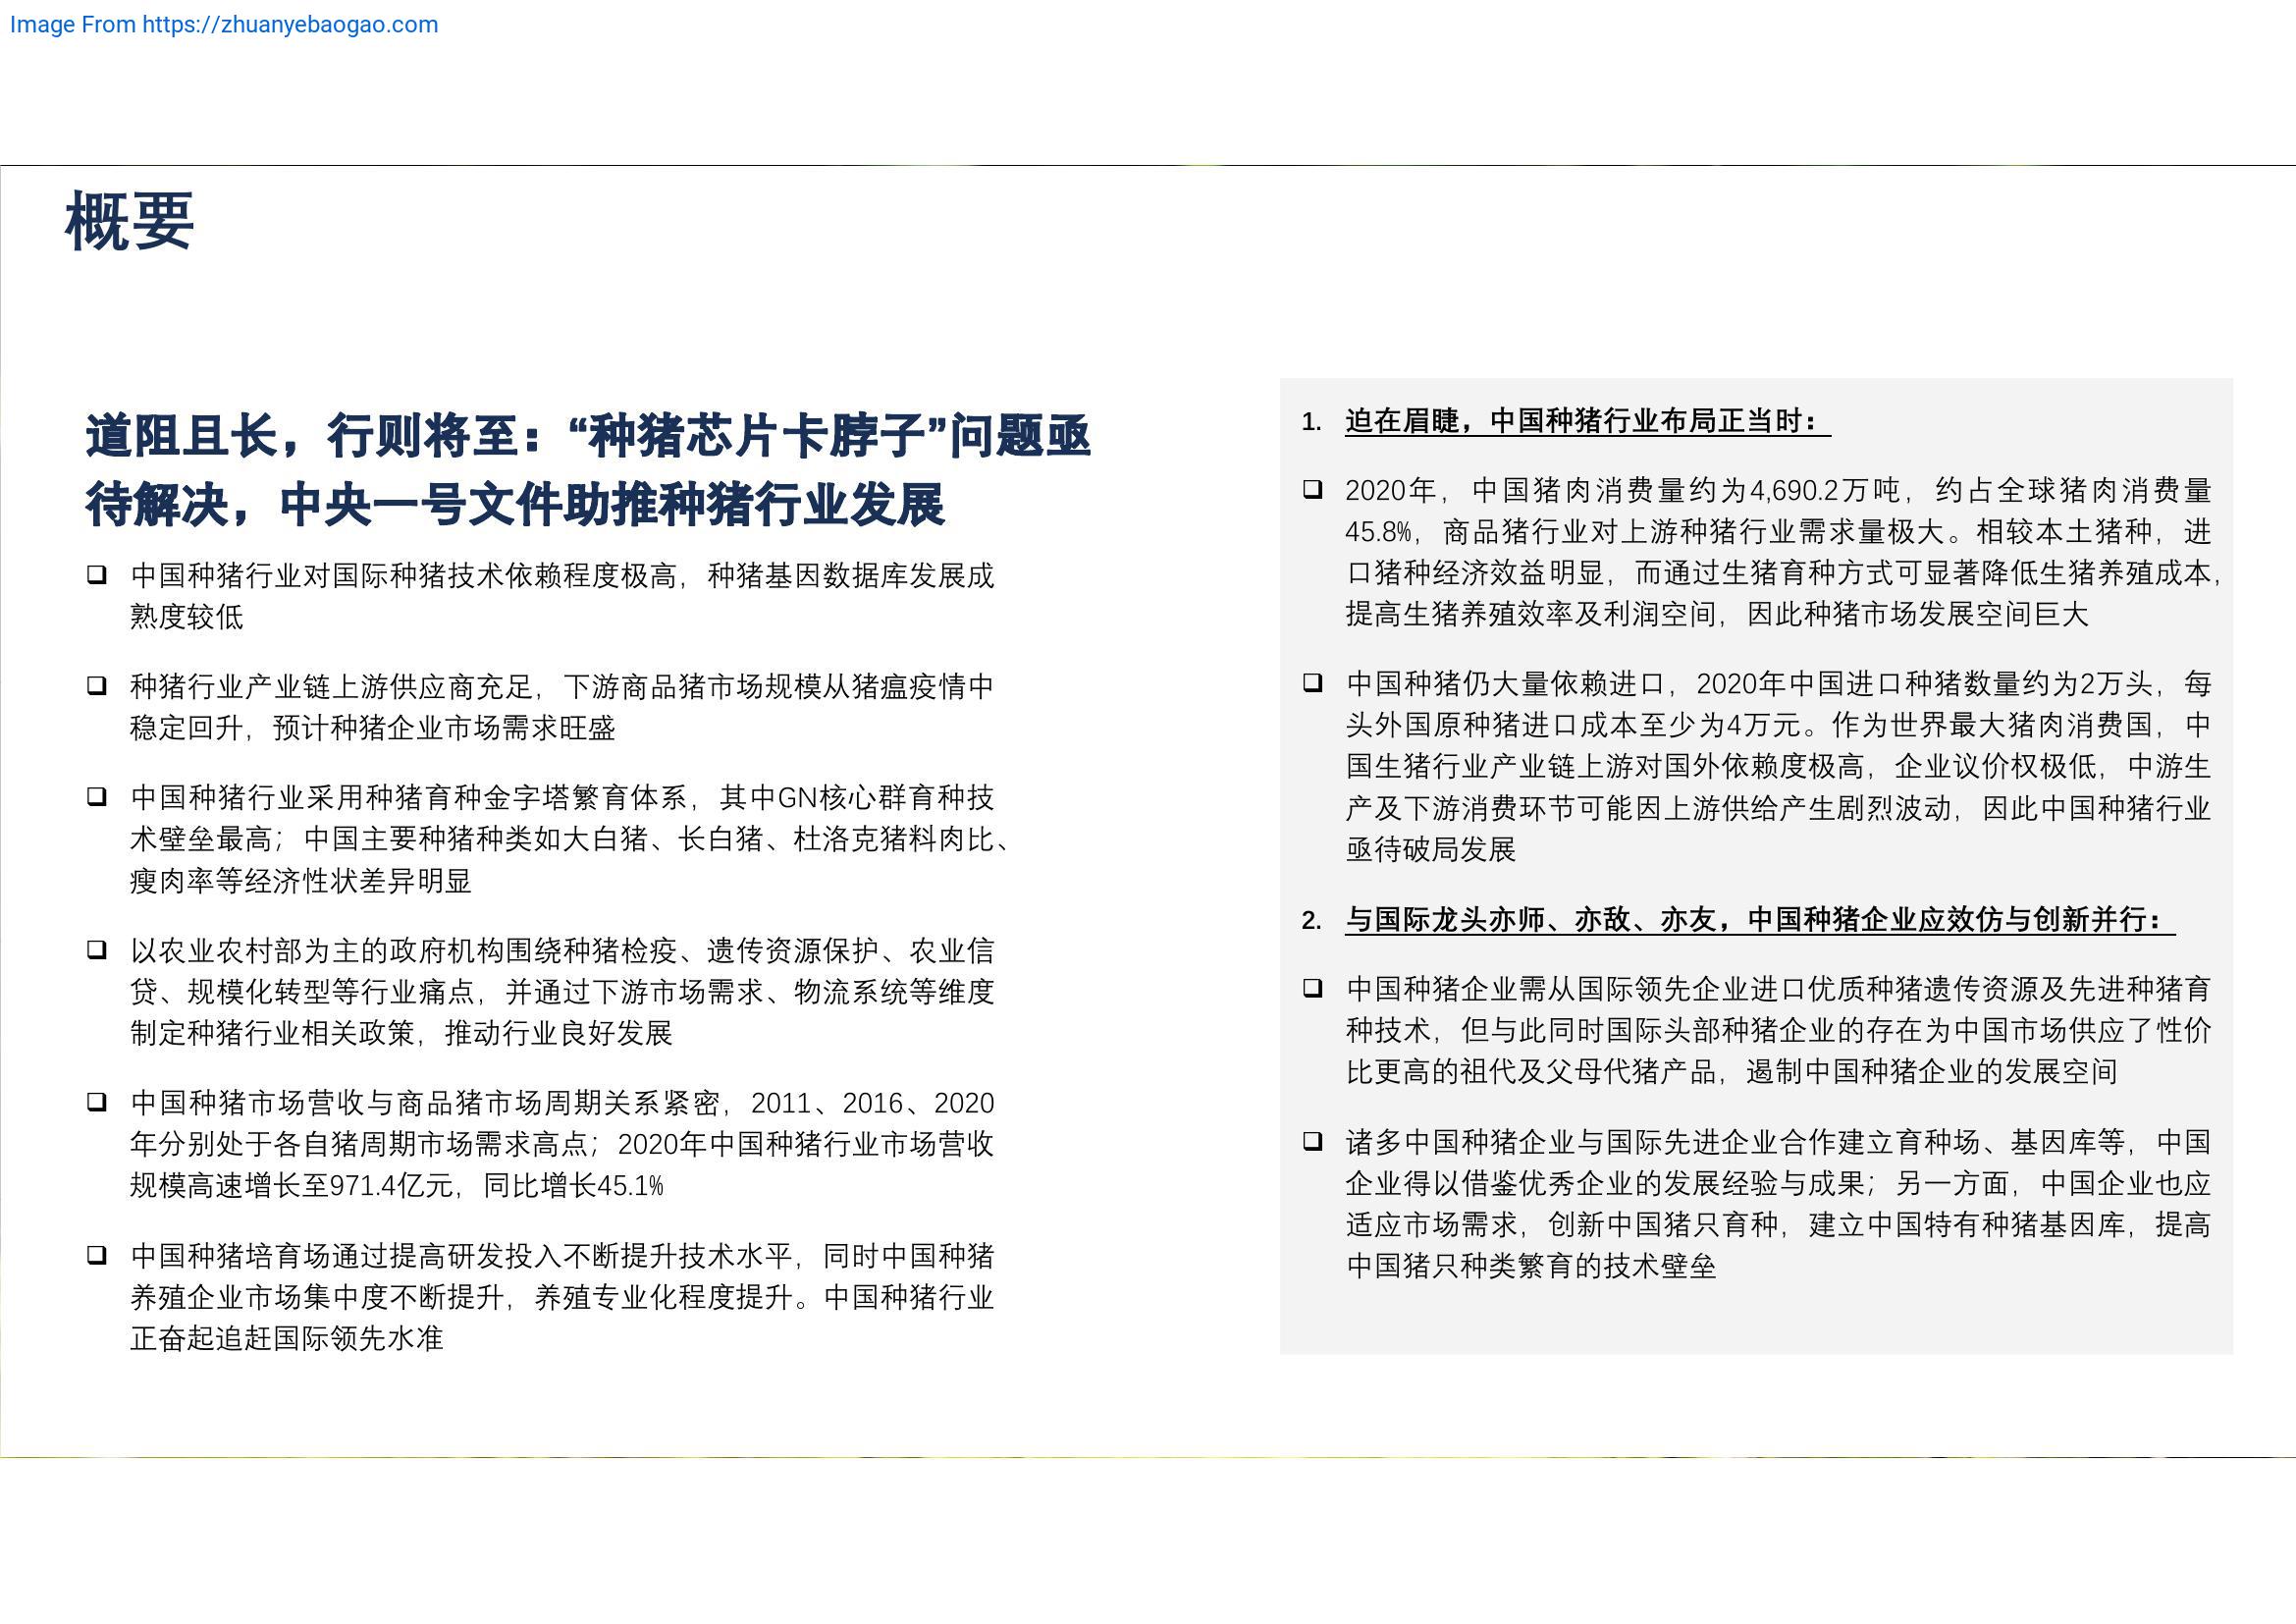 Image From https://zhuanyebaogao.com
概要
道阻且长，行则将至：“种猪芯片卡脖子”问题亟
待解决，中央一号文件助推种猪行业发展
❑ 中国种猪行业对国际种猪技术依赖程度极高，种猪基因数据库发展成
熟度较低
❑ 种猪行业产业链上游供应商充足，下游商品猪市场规模从猪瘟疫情中
稳定回升，预计种猪企业市场需求旺盛
❑ 中国种猪行业采用种猪育种金字塔繁育体系，其中GN核心群育种技
术壁垒最高；中国主要种猪种类如大白猪、长白猪、杜洛克猪料肉比、
瘦肉率等经济性状差异明显
❑ 以农业农村部为主的政府机构围绕种猪检疫、遗传资源保护、农业信
贷、规模化转型等行业痛点，并通过下游市场需求、物流系统等维度
制定种猪行业相关政策，推动行业良好发展
❑ 中国种猪市场营收与商品猪市场周期关系紧密，2011、2016、2020
年分别处于各自猪周期市场需求高点；2020年中国种猪行业市场营收
规模高速增长至971.4亿元，同比增长45.1%
❑ 中国种猪培育场通过提高研发投入不断提升技术水平，同时中国种猪
养殖企业市场集中度不断提升，养殖专业化程度提升。中国种猪行业
正奋起追赶国际领先水准
1. 迫在眉睫，中国种猪行业布局正当时：
❑ 2020年，中国猪肉消费量约为4,690.2万吨，约占全球猪肉消费量
45.8%，商品猪行业对上游种猪行业需求量极大。相较本土猪种，进
口猪种经济效益明显，而通过生猪育种方式可显著降低生猪养殖成本，
提高生猪养殖效率及利润空间，因此种猪市场发展空间巨大
❑ 中国种猪仍大量依赖进口，2020年中国进口种猪数量约为2万头，每
头外国原种猪进口成本至少为4万元。作为世界最大猪肉消费国，中
国生猪行业产业链上游对国外依赖度极高，企业议价权极低，中游生
产及下游消费环节可能因上游供给产生剧烈波动，因此中国种猪行业
亟待破局发展
2. 与国际龙头亦师、亦敌、亦友，中国种猪企业应效仿与创新并行：
❑ 中国种猪企业需从国际领先企业进口优质种猪遗传资源及先进种猪育
种技术，但与此同时国际头部种猪企业的存在为中国市场供应了性价
比更高的祖代及父母代猪产品，遏制中国种猪企业的发展空间
❑ 诸多中国种猪企业与国际先进企业合作建立育种场、基因库等，中国
企业得以借鉴优秀企业的发展经验与成果；另一方面，中国企业也应
适应市场需求，创新中国猪只育种，建立中国特有种猪基因库，提高
中国猪只种类繁育的技术壁垒